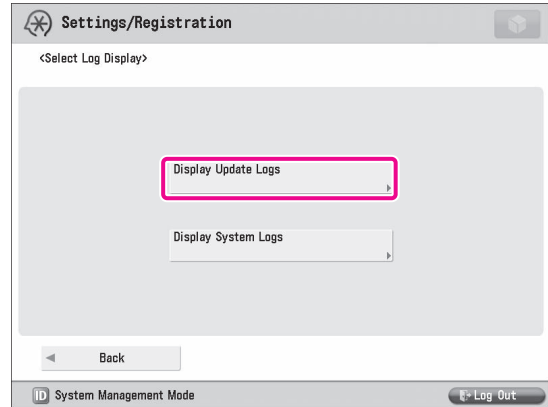 Settings/Registration
<Select Log Display>
Display Update Logs
Display System Logs
Back
ID System Management Mode
Log Out